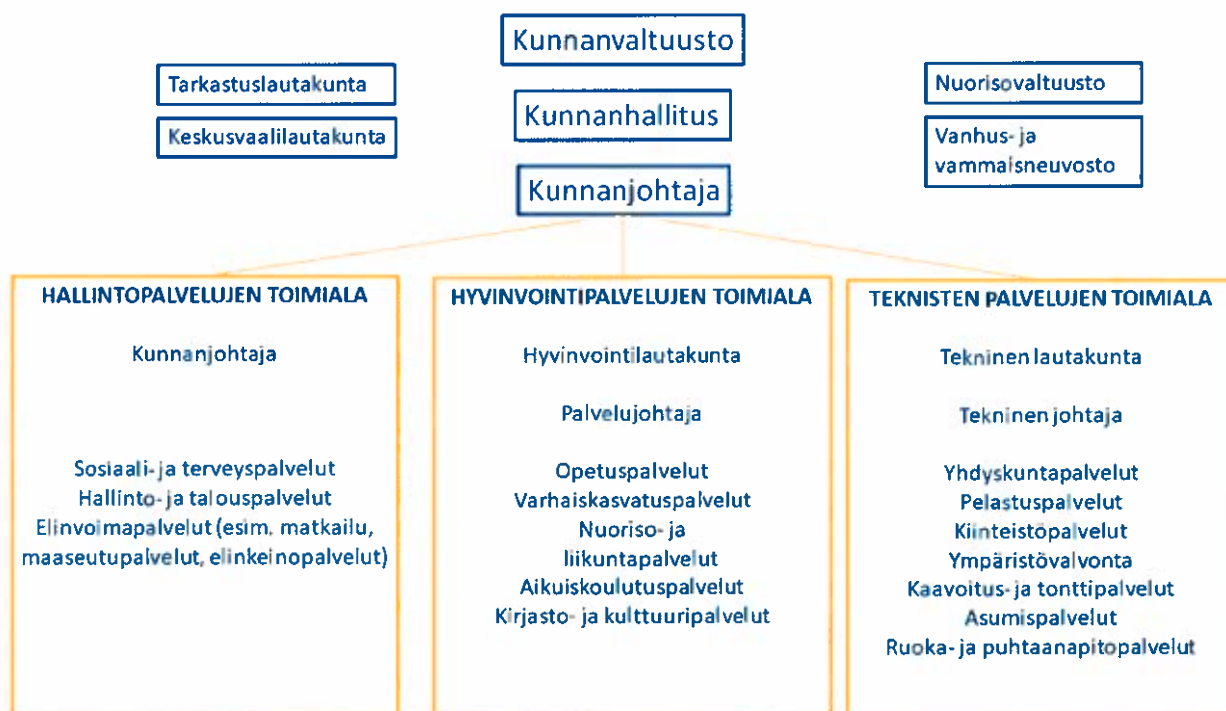 Kunnanvaltuusto
Tarkastuslautakunta
Keskusvaalilautakunta
Kunnanhallitus
Kunnanjohtaja
Nuorisovaltuusto
Vanhus- ja
vammaisneuvosto
HALLINTOPALVELUJEN TOIMIALA
Kunnanjohtaja
Sosiaali- ja terveyspalvelut
Hallinto- ja talouspalvelut
Elinvoimapalvelut (esim. matkailu,
maaseutupalvelut, elinkeinopalvelut)
HYVINVOINTIPALVELUJEN TOIMIALA
Hyvinvointilautakunta
Palvelujohtaja
Opetuspalvelut
Varhaiskasvatuspalvelut
Nuoriso- ja
liikuntapalvelut
Aikuiskoulutuspalvelut
Kirjasto- ja kulttuuripalvelut
TEKNISTEN PALVELUJEN TOIMIALA
Tekninen lautakunta
Tekninen johtaja
Yhdyskuntapalvelut
Pelastuspalvelut
Kiinteistöpalvelut
Ympäristövalvonta
Kaavoitus- ja tonttipalvelut
Asumispalvelut
Ruoka- ja puhtaanapitopalvelut